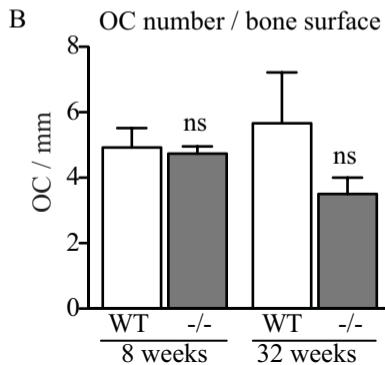 B OC number / bone surface
OC / mm
8
6
4
2
0
ns
ns
WT -/- WT -/-
8 weeks 32 weeks